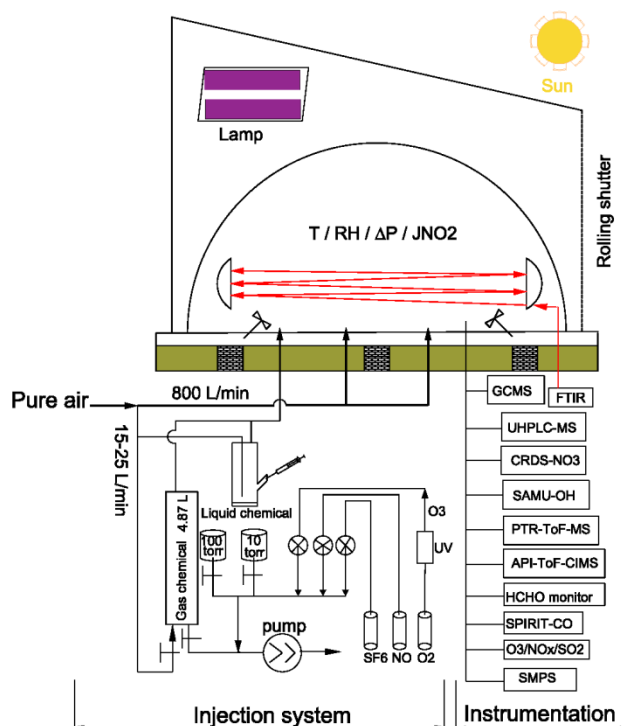 Sun
Lamp
Rolling shutter
T / RH / ΔP / JNO2
Pure air
800 L/min
15-25 L/min
Gas chemical 4.87 L
Liquid chemical
100 torr
10 torr
O3
UV
pump
SF6 NO O2
GCMS
FTIR
UHPLC-MS
CRDS-NO3
SAMU-OH
PTR-ToF-MS
API-ToF-CIMS
HCHO monitor
SPIRIT-CO
O3/NOx/SO2
SMPS
Injection system
Instrumentation